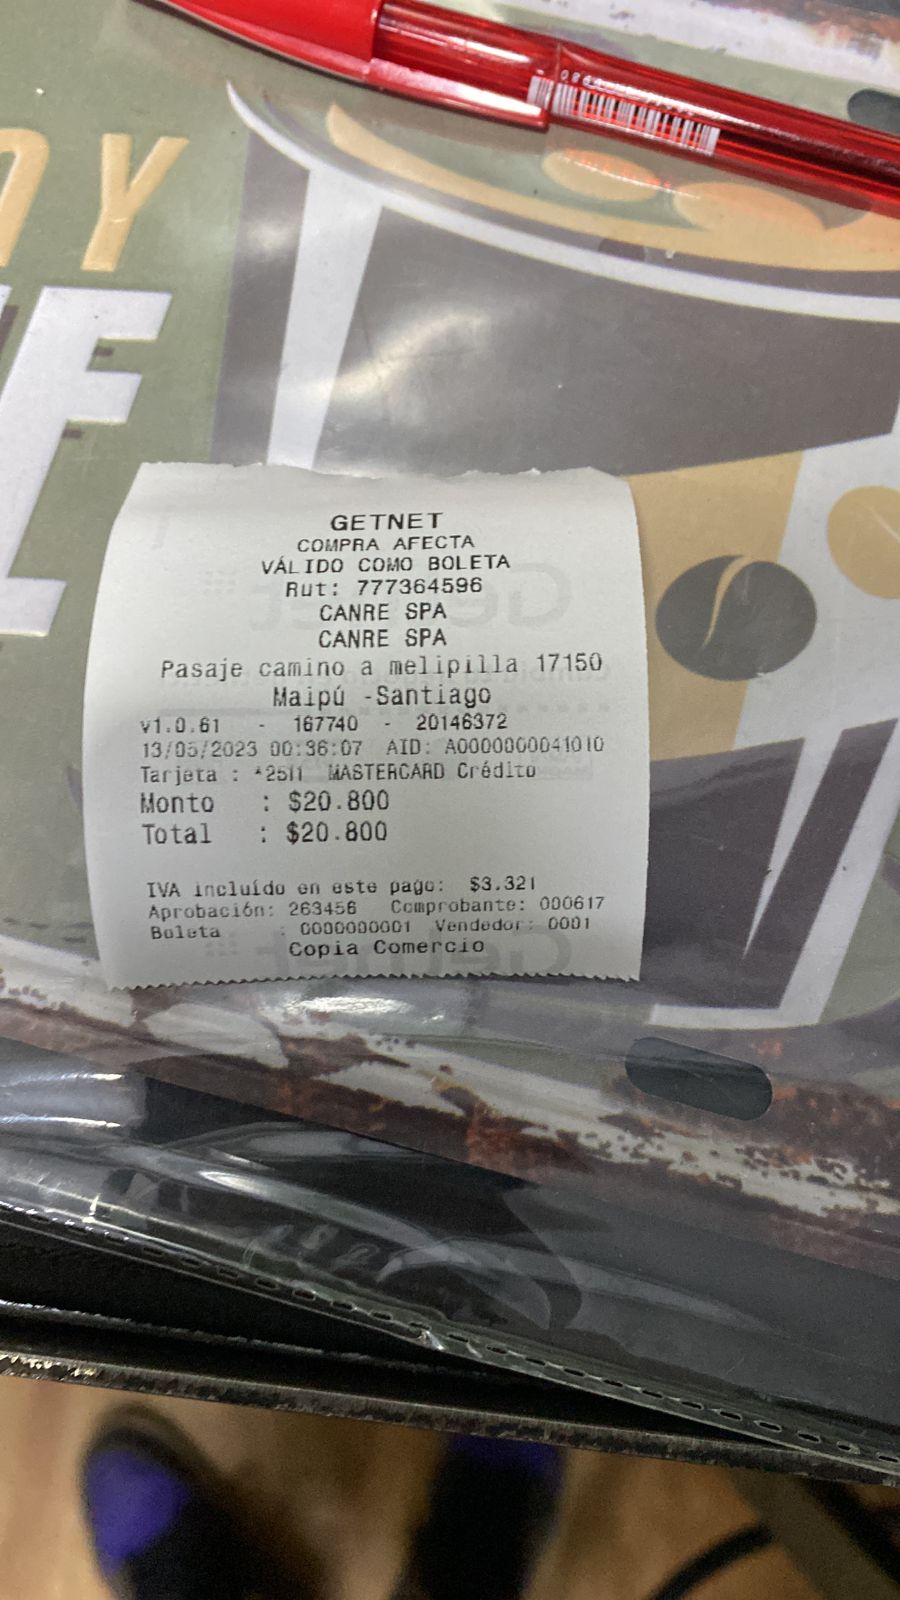 Y
E
GETNET
COMPRA AFECTA
VÁLIDO COMO BOLETA
Rut: 777364596
CANRE SPA
CANRE SPA
Pasaje camino a melipilla 17150
Maipú -Santiago
v1.0.61 - 167740 - 20146372
13/05/2023 00:36:07 AID: A0000000041010
Tarjeta : *2511 MASTERCARD Crédito
Monto : $20.800
Total : $20.800
IVA incluído en este pago: $3.321
Aprobación: 263456 Comprobante: 000617
Boleta : 0000000001 Vendedor: 0001
Copia Comercio